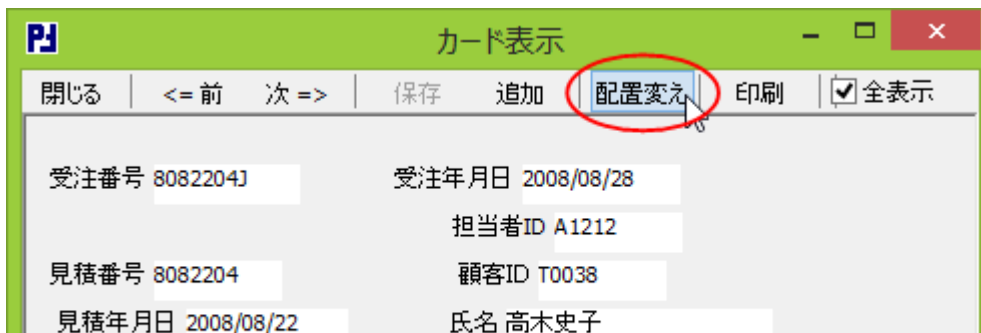 カード表示
閉じる <= 前 次 => 保存 追加 配置変え 印刷 全表示
受注番号 8082204J 受注年月日 2008/08/28
担当者ID A1212
見積番号 8082204 顧客ID T0038
見積年月日 2008/08/22 氏名 高木史子